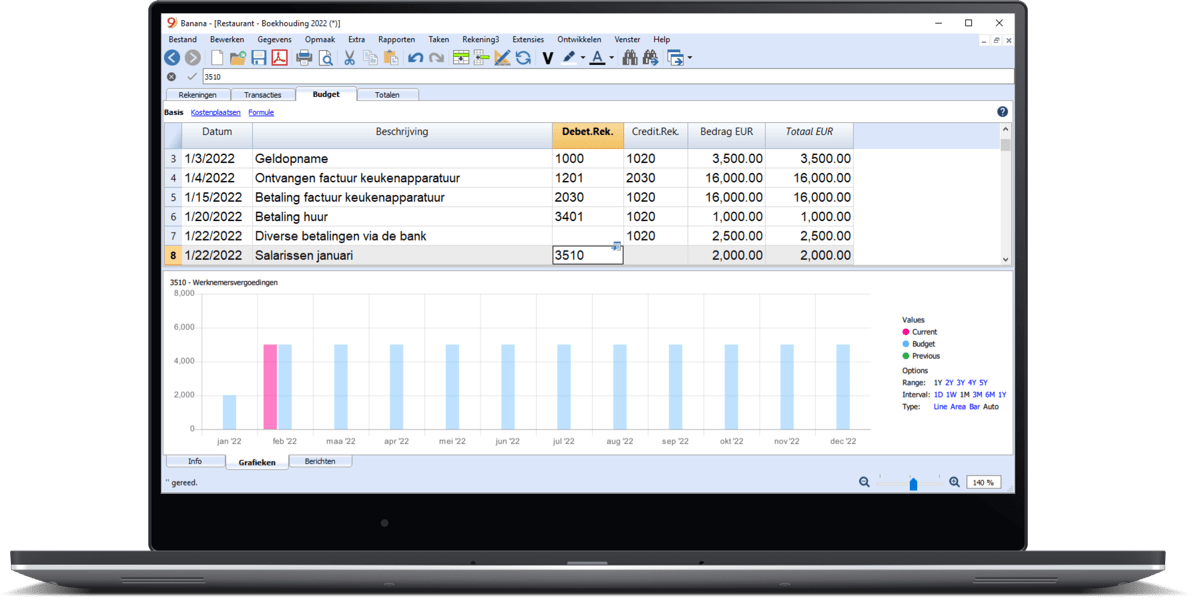 9 Banana - [Restaurant - Boekhouding 2022 (*)]
Bestand Bewerken Gegevens Opmaak Extra Rapporten Taken Rekening3 Extensies Ontwikkelen Venster Help
V A
3510
Rekeningen Transacties Budget Totalen
Basis Kostenplaatsen Formule ?
Datum Beschrijving Debet.Rek. Credit.Rek. Bedrag EUR Totaal EUR
3 1/3/2022 Geldopname 1000 1020 3,500.00 3,500.00
4 1/4/2022 Ontvangen factuur keukenapparatuur 1201 2030 16,000.00 16,000.00
5 1/15/2022 Betaling factuur keukenapparatuur 2030 1020 16,000.00 16,000.00
6 1/20/2022 Betaling huur 3401 1020 1,000.00 1,000.00
7 1/22/2022 Diverse betalingen via de bank 1020 2,500.00 2,500.00
8 1/22/2022 Salarissen januari 3510 2,000.00 2,000.00
3510 - Werknemersvergoedingen
8,000
6,000
4,000
2,000
0
jan '22 feb '22 maa '22 apr '22 mei '22 jun '22 jul '22 aug '22 sep '22 okt '22 nov '22 dec '22
Values
Current
Budget
Previous
Options
Range: 1Y 2Y 3Y 4Y 5Y
Interval: 1D 1W 1M 3M 6M 1Y
Type: Line Area Bar Auto
Info Grafieken Berichten
'' gereed.
140 %